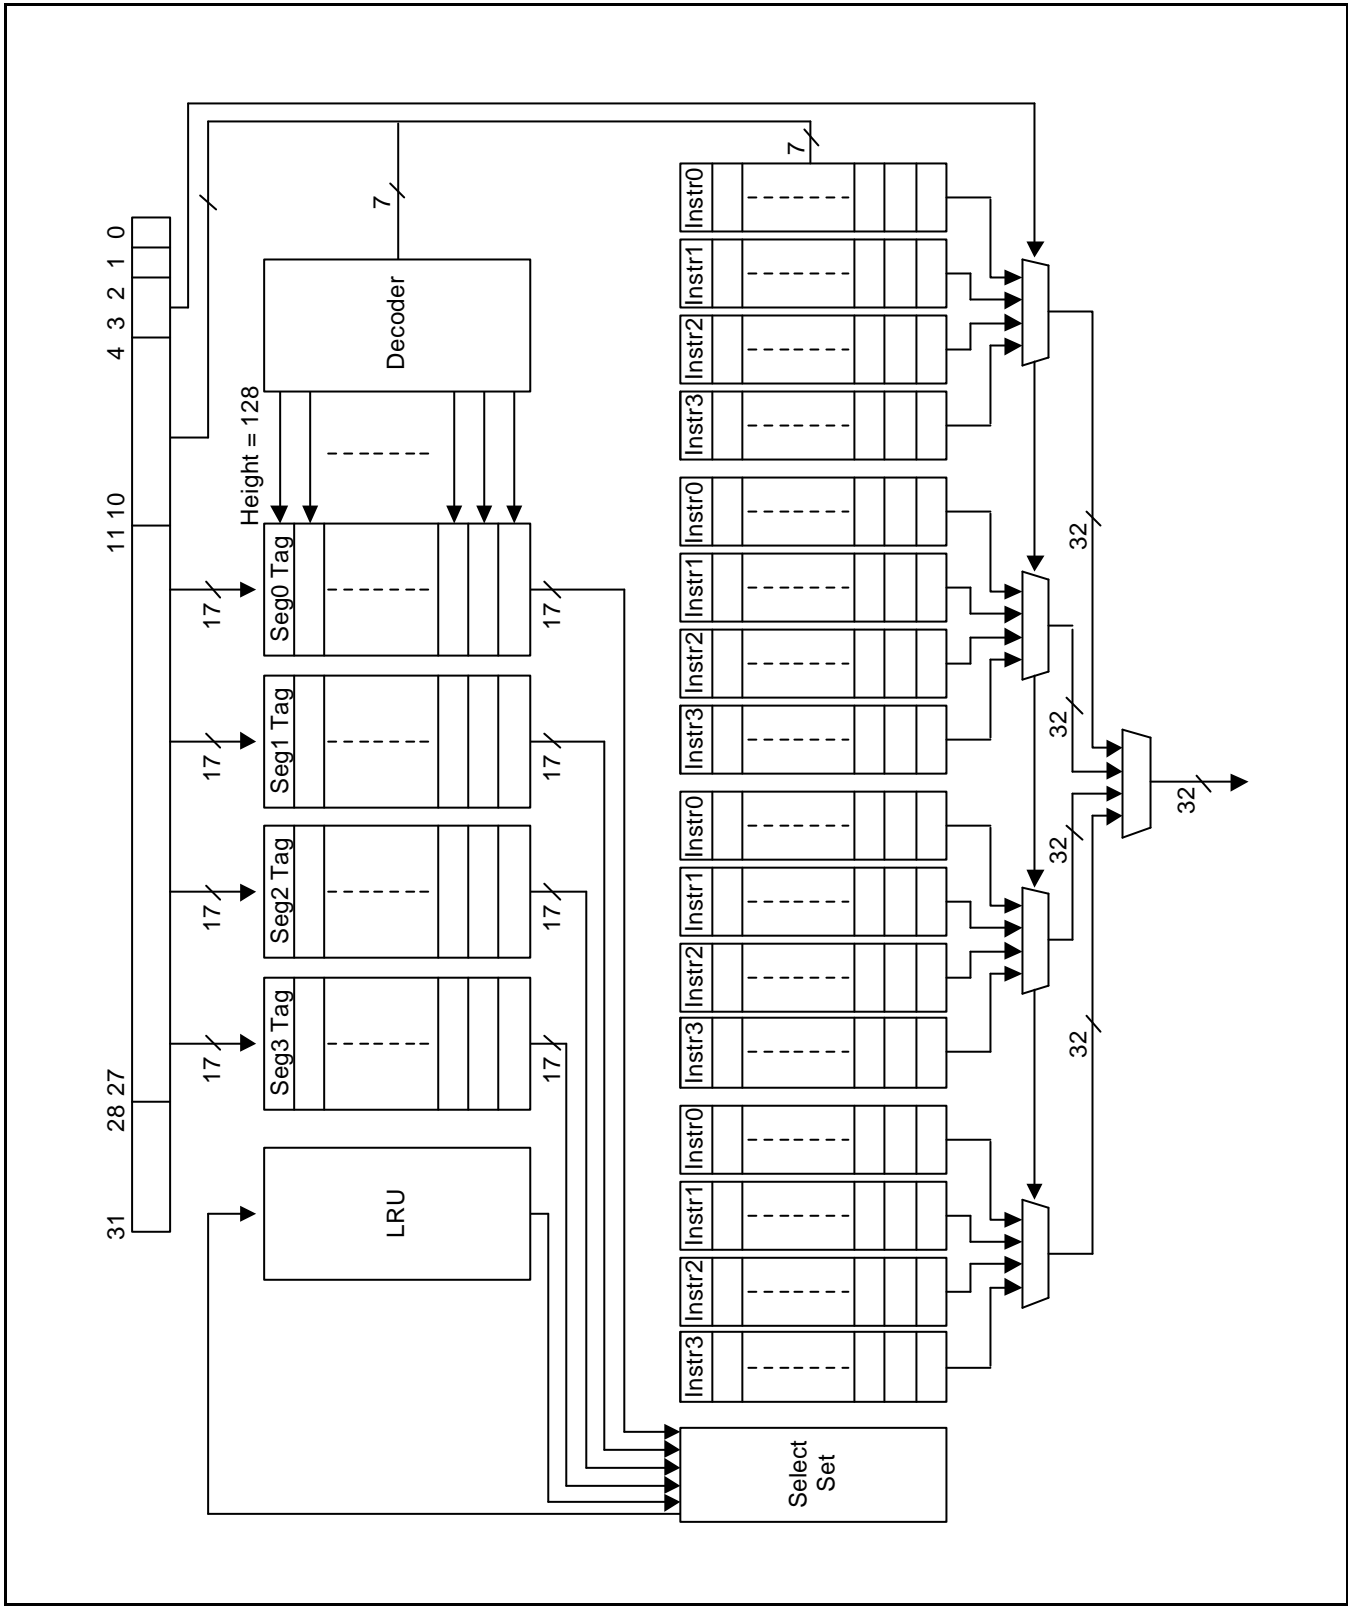 31 28 27 11 10 4 3 2 1 0
17 17 17 17
Height = 128
Seg3 Tag Seg2 Tag Seg1 Tag Seg0 Tag
7
LRU
Decoder
17 17 17 17
Instr3 Instr2 Instr1 Instr0 Instr3 Instr2 Instr1 Instr0 Instr3 Instr2 Instr1 Instr0 Instr3 Instr2 Instr1 Instr0
7
Select
Set
32 32
32 32
32